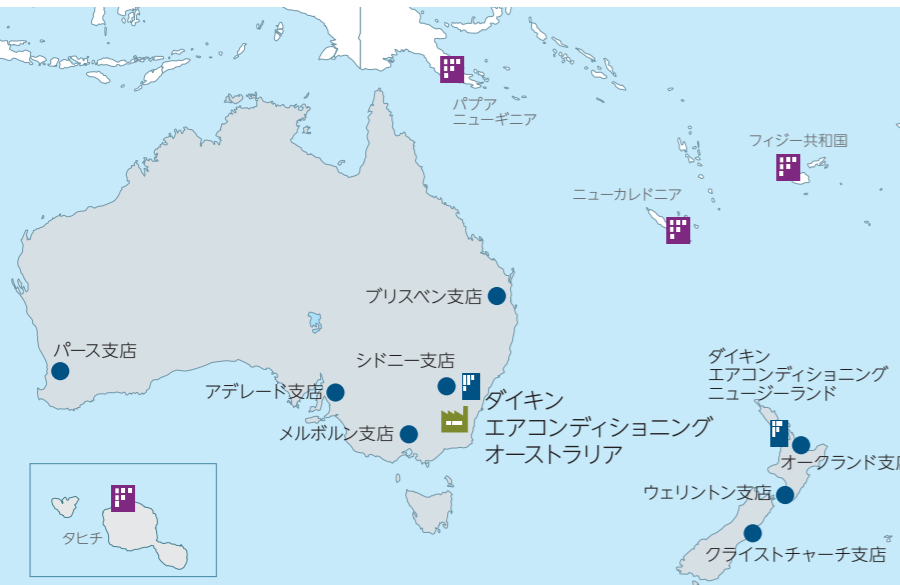 パプア
ニューギニア
フィジー共和国
ニューカレドニア
ブリスベン支店
パース支店
シドニー支店
アデレード支店
ダイキン
エアコンディショニング
オーストラリア
メルボルン支店
ダイキン
エアコンディショニング
ニュージーランド
オークランド支店
ウェリントン支店
クライストチャーチ支店
タヒチ